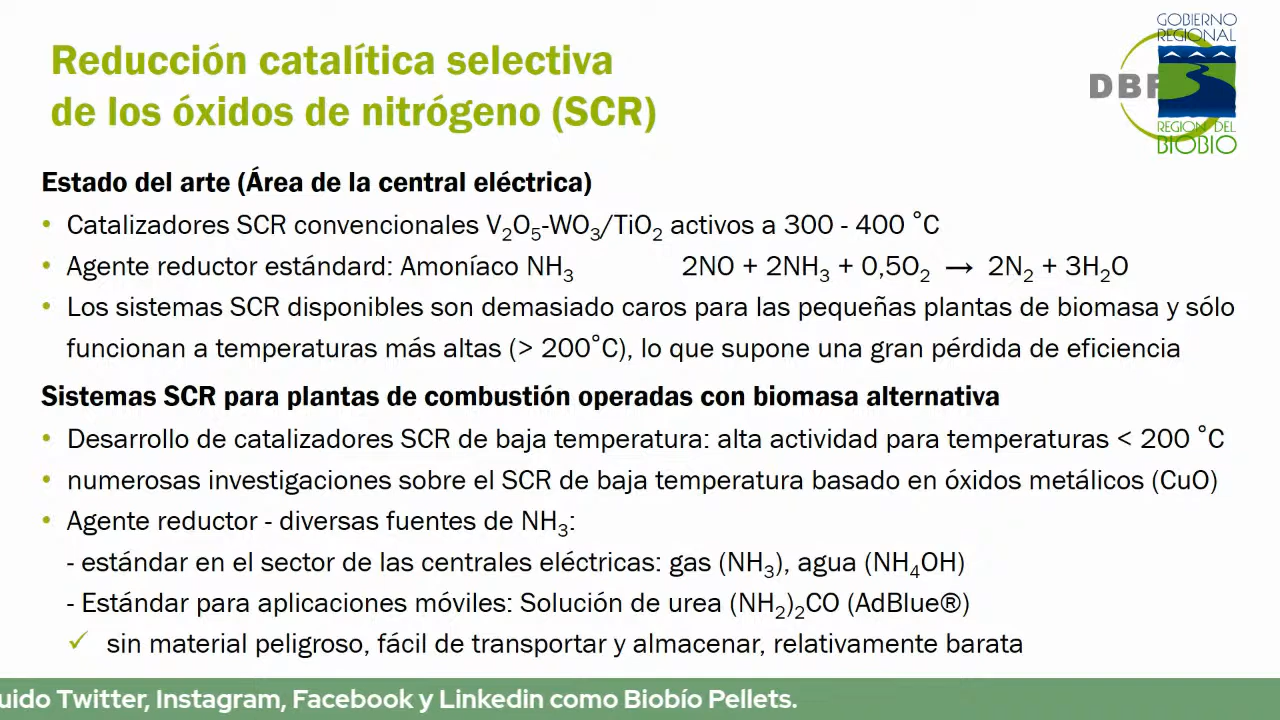 Reducción catalítica selectiva
de los óxidos de nitrógeno (SCR)
GOBIERNO
REGIONAL
REGION DEL
BIOBIO
Estado del arte (Área de la central eléctrica)
• Catalizadores SCR convencionales V₂O₅-WO₃/TiO₂ activos a 300 - 400 ˚C
• Agente reductor estándard: Amoníaco NH₃ 2NO + 2NH₃ + 0,5O₂ → 2N₂ + 3H₂O
• Los sistemas SCR disponibles son demasiado caros para las pequeñas plantas de biomasa y sólo
funcionan a temperaturas más altas (> 200˚C), lo que supone una gran pérdida de eficiencia
Sistemas SCR para plantas de combustión operadas con biomasa alternativa
• Desarrollo de catalizadores SCR de baja temperatura: alta actividad para temperaturas < 200 ˚C
• numerosas investigaciones sobre el SCR de baja temperatura basado en óxidos metálicos (CuO)
• Agente reductor - diversas fuentes de NH₃:
- estándar en el sector de las centrales eléctricas: gas (NH₃), agua (NH₄OH)
- Estándar para aplicaciones móviles: Solución de urea (NH₂)₂CO (AdBlue®)
✓ sin material peligroso, fácil de transportar y almacenar, relativamente barata
uido Twitter, Instagram, Facebook y Linkedin como Biobío Pellets.